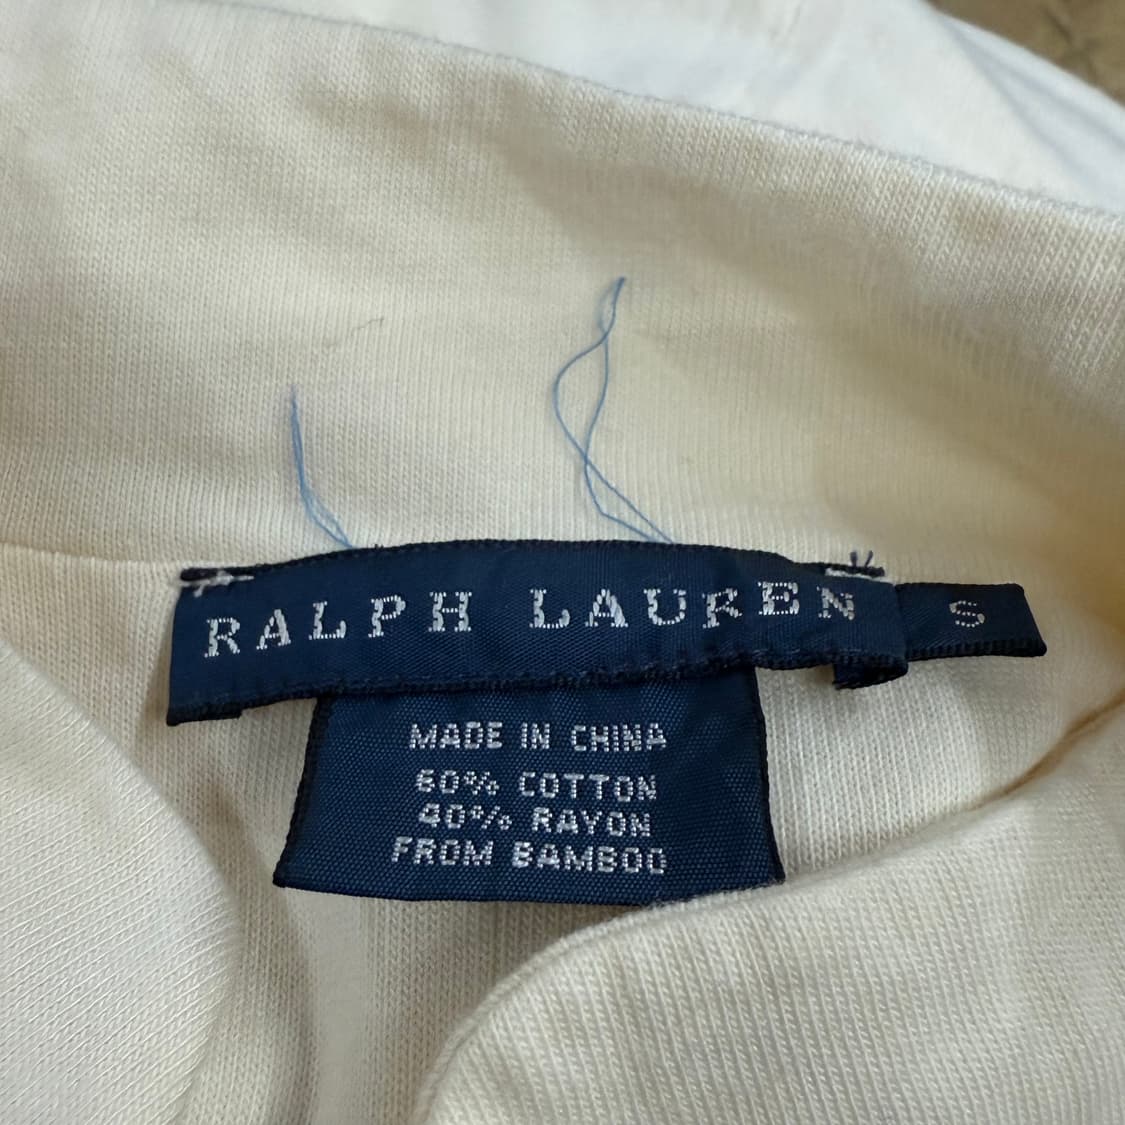 RALPH LAUREN
S
MADE IN CHINA
60% COTTON
40% RAYON
FROM BAMBOO